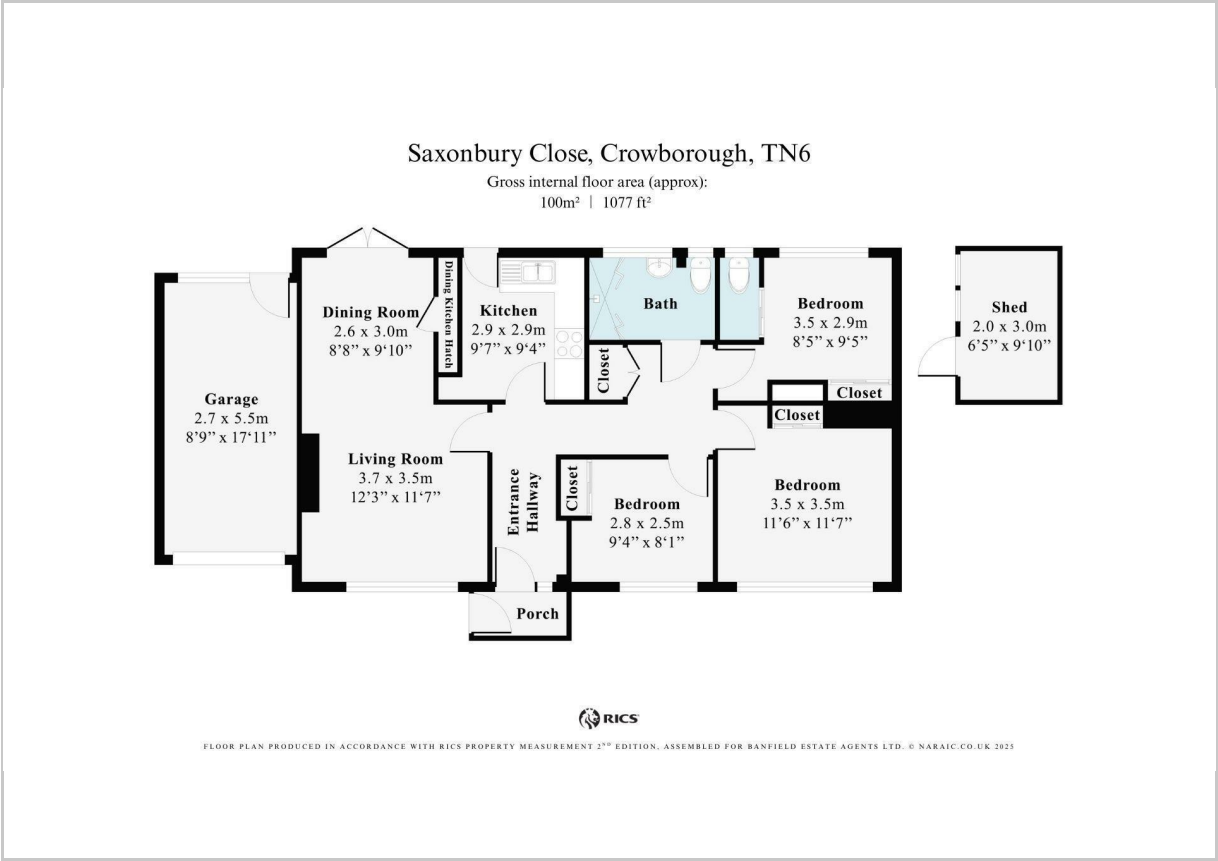 Saxonbury Close, Crowborough, TN6
Gross internal floor area (approx):
100m² | 1077 ft²
Dining Room
2.6 x 3.0m
8'8’’ x 9‘10’’
Dining Kitchen Hatch
Kitchen
2.9 x 2.9m
9‘7’’ x 9‘4’’
Bath
Closet
Bedroom
3.5 x 2.9m
8‘5’’ x 9‘5’’
Closet
Shed
2.0 x 3.0m
6‘5’’ x 9‘10’’
Garage
2.7 x 5.5m
8‘9’’ x 17‘11’’
Living Room
3.7 x 3.5m
12‘3’’ x 11‘7’’
Entrance
Hallway
Closet
Bedroom
2.8 x 2.5m
9‘4’’ x 8‘1’’
Closet
Bedroom
3.5 x 3.5m
11‘6’’ x 11‘7’’
Porch
RICS
FLOOR PLAN PRODUCED IN ACCORDANCE WITH RICS PROPERTY MEASUREMENT 2ND EDITION, ASSEMBLED FOR BANFIELD ESTATE AGENTS LTD. © NARAIC.CO.UK 2025